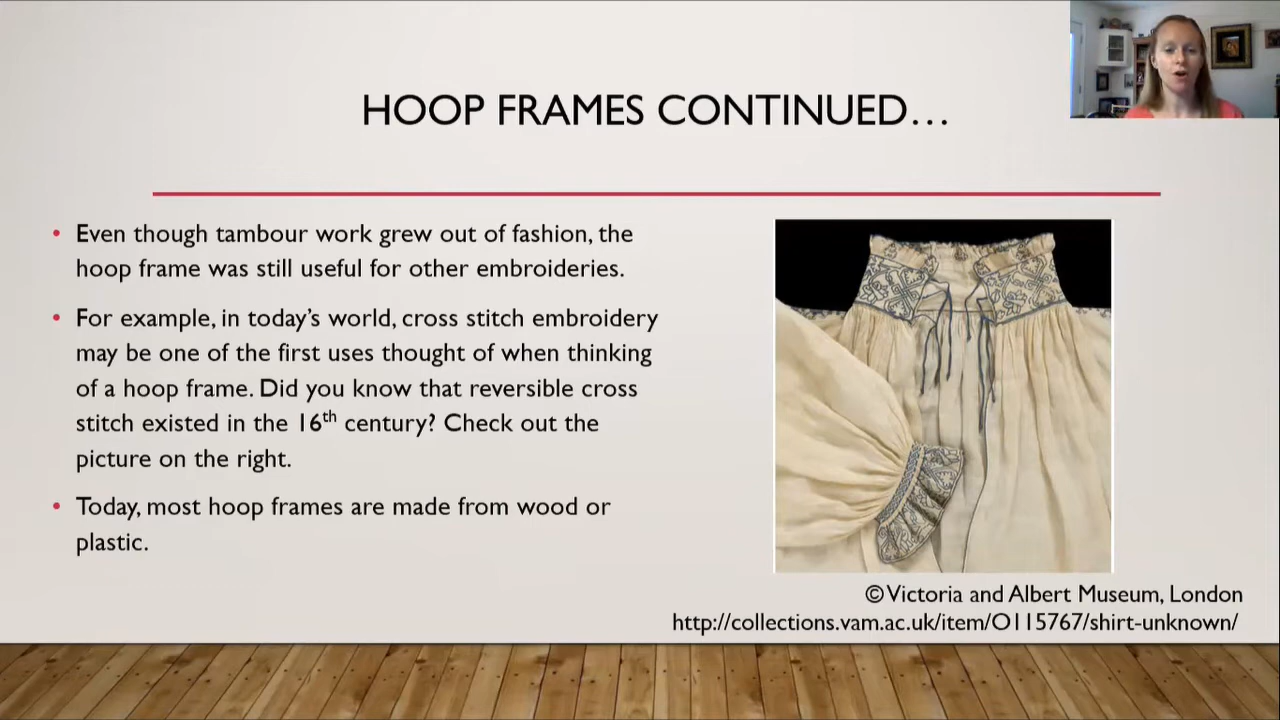 HOOP FRAMES CONTINUED…
• Even though tambour work grew out of fashion, the
hoop frame was still useful for other embroideries.
• For example, in today's world, cross stitch embroidery
may be one of the first uses thought of when thinking
of a hoop frame. Did you know that reversible cross
stitch existed in the 16th century? Check out the
picture on the right.
• Today, most hoop frames are made from wood or
plastic.
©Victoria and Albert Museum, London
http://collections.vam.ac.uk/item/O115767/shirt-unknown/